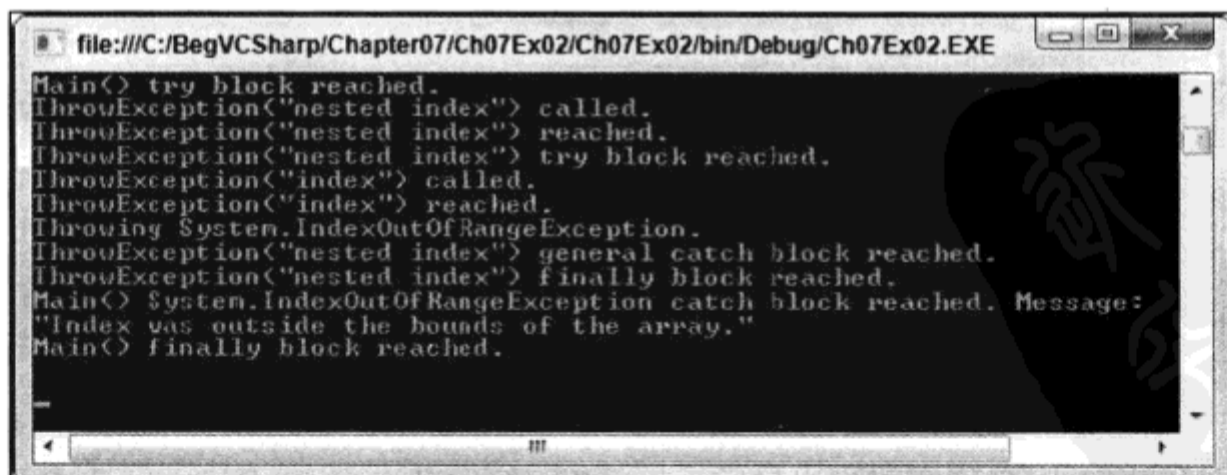 file:///C:/BegVCSharp/Chapter07/Ch07Ex02/Ch07Ex02/bin/Debug/Ch07Ex02.EXE
Main() try block reached.
ThrowException("nested index") called.
ThrowException("nested index") reached.
ThrowException("nested index") try block reached.
ThrowException("index") called.
ThrowException("index") reached.
Throwing System.IndexOutOfRangeException.
ThrowException("nested index") general catch block reached.
ThrowException("nested index") finally block reached.
Main() System.IndexOutOfRangeException catch block reached. Message:
"Index was outside the bounds of the array."
Main() finally block reached.